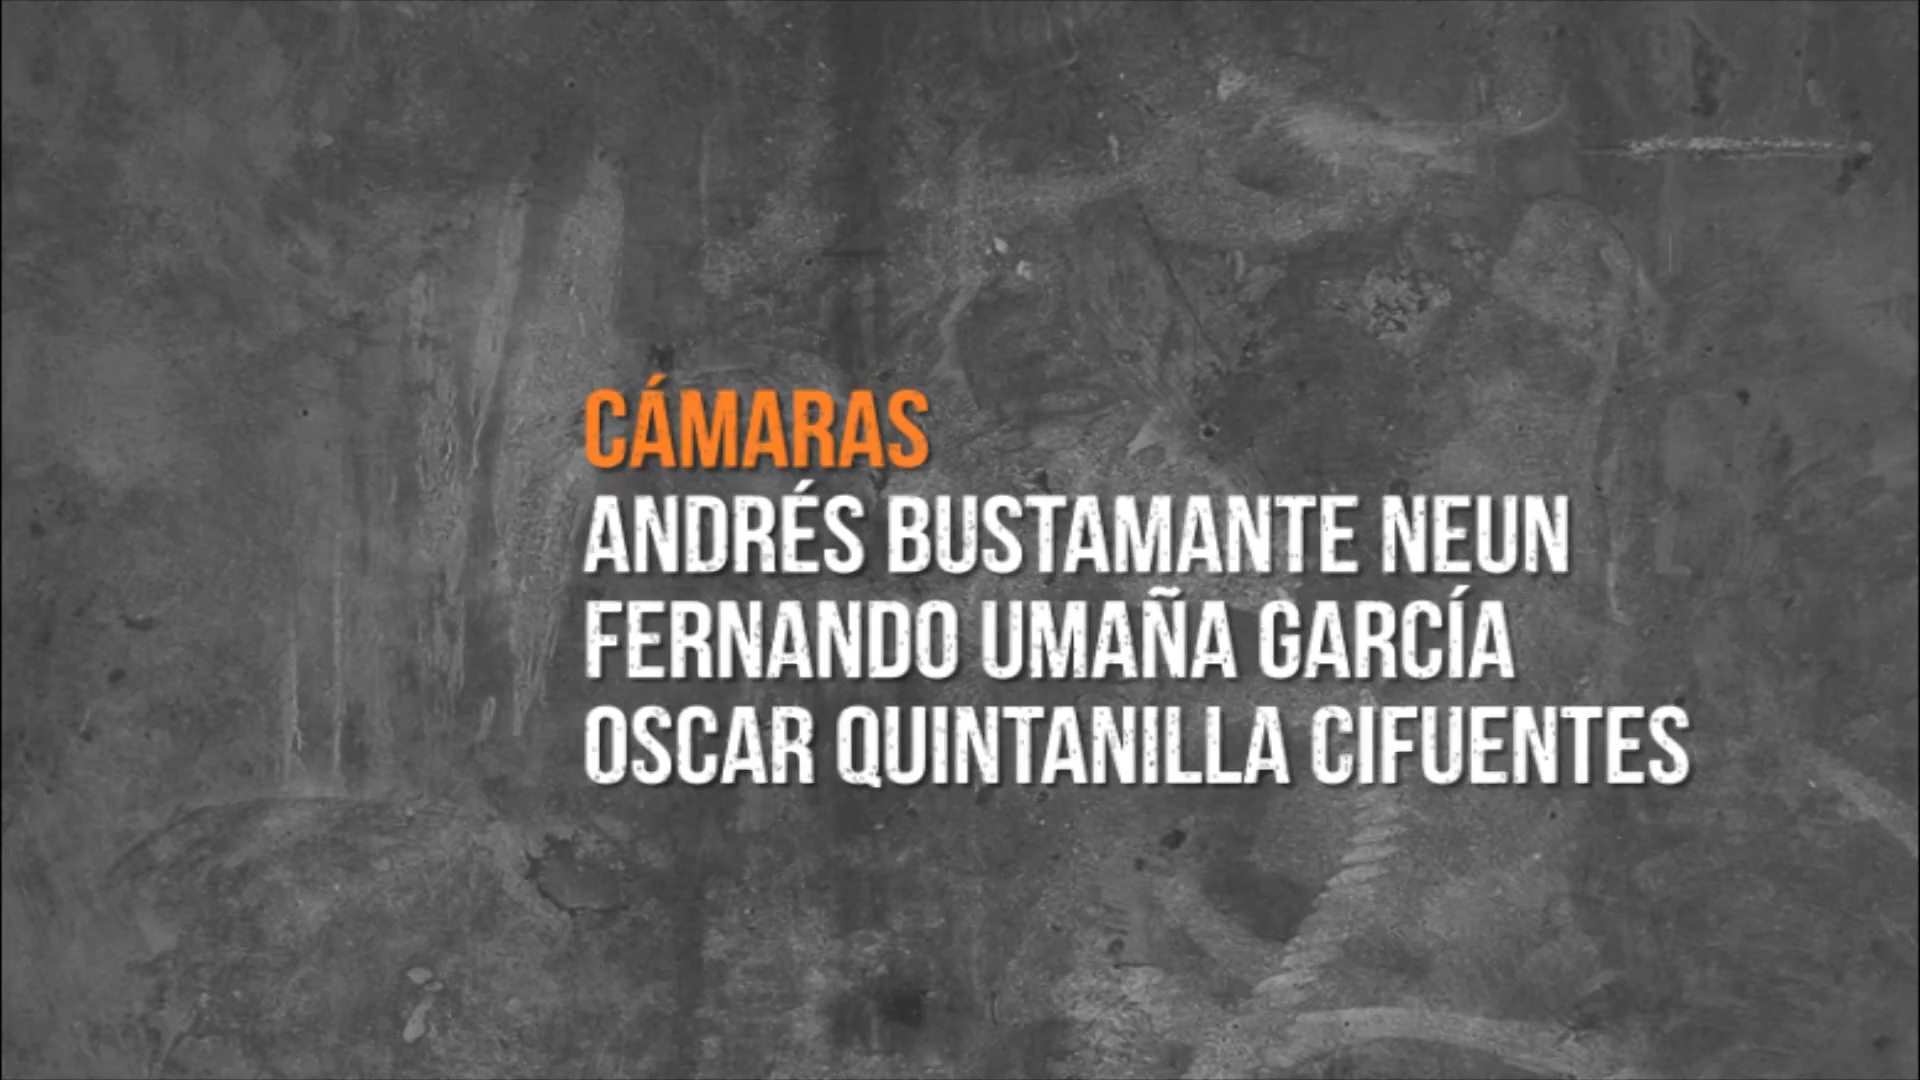 CÁMARAS
ANDRÉS BUSTAMANTE NEUN
FERNANDO UMAÑA GARCÍA
OSCAR QUINTANILLA CIFUENTES